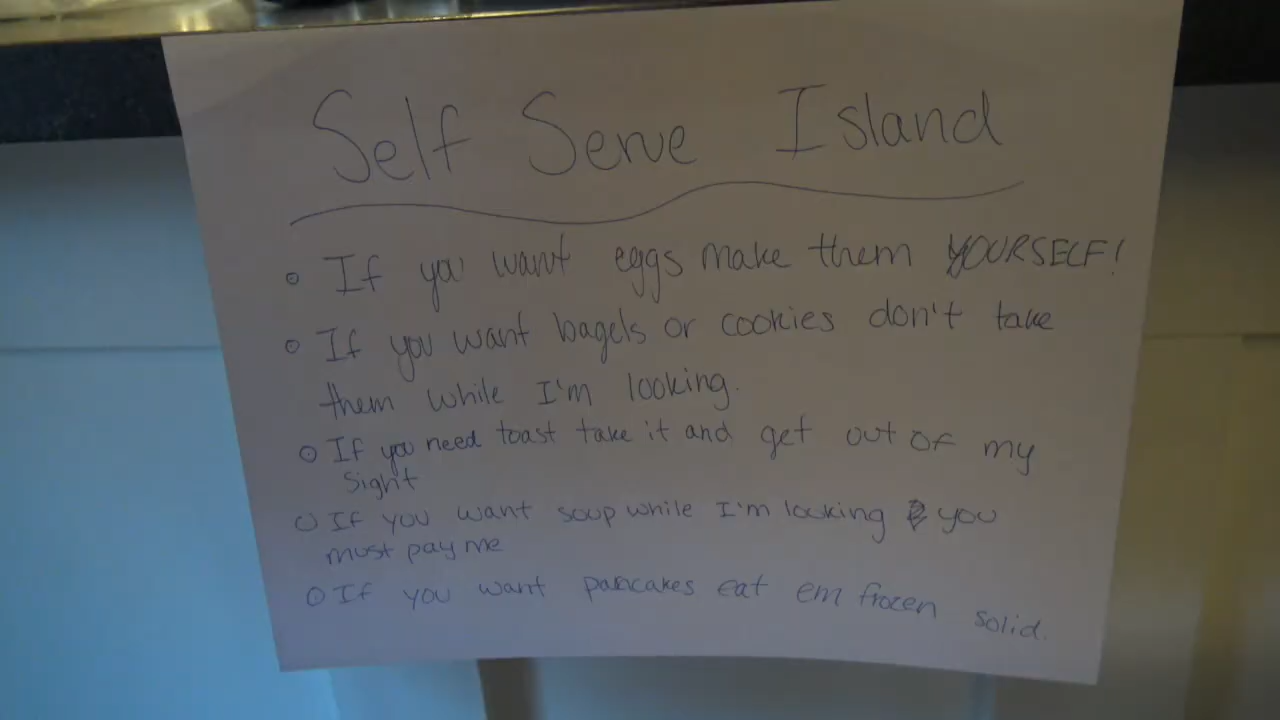 Self Serve Island
o If you want eggs make them YOURSELF!
o If you want bagels or cookies don't take
them while I'm looking.
o If you need toast take it and get out of my
sight
o If you want soup while I'm looking you
must pay me
o If you want pancakes eat em frozen solid.